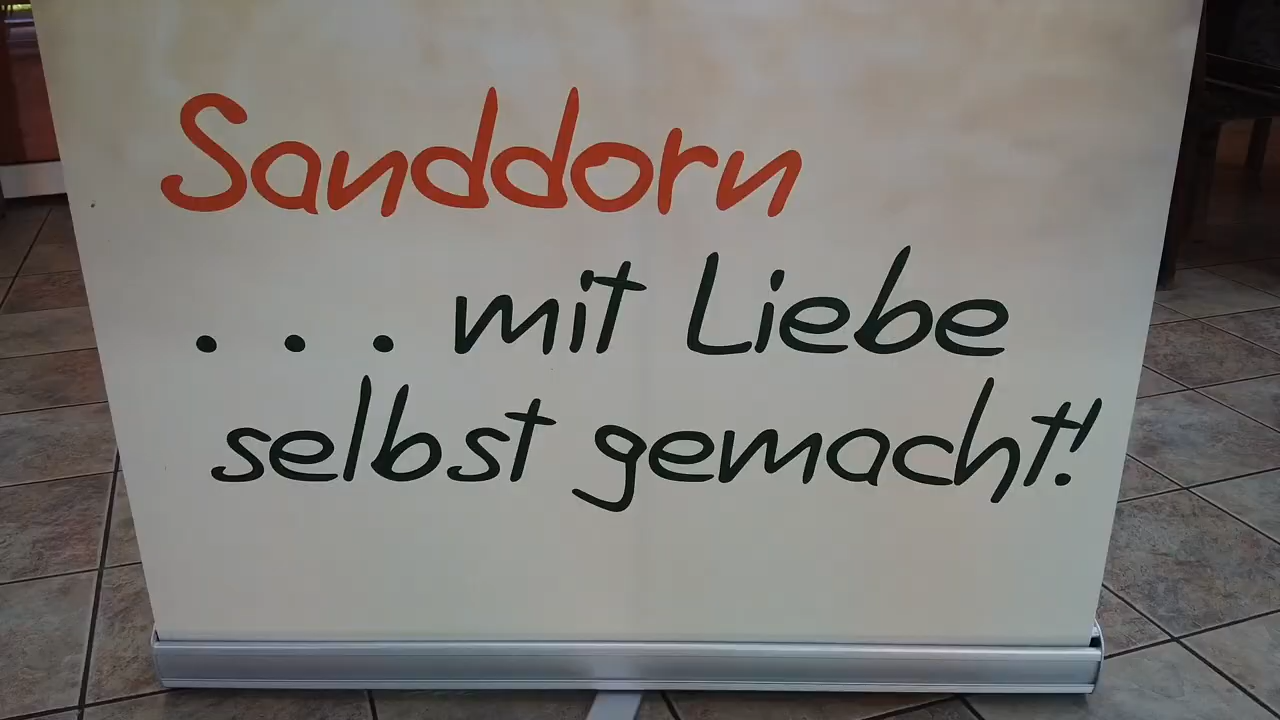 Sanddorn
. . . mit Liebe
selbst gemacht!